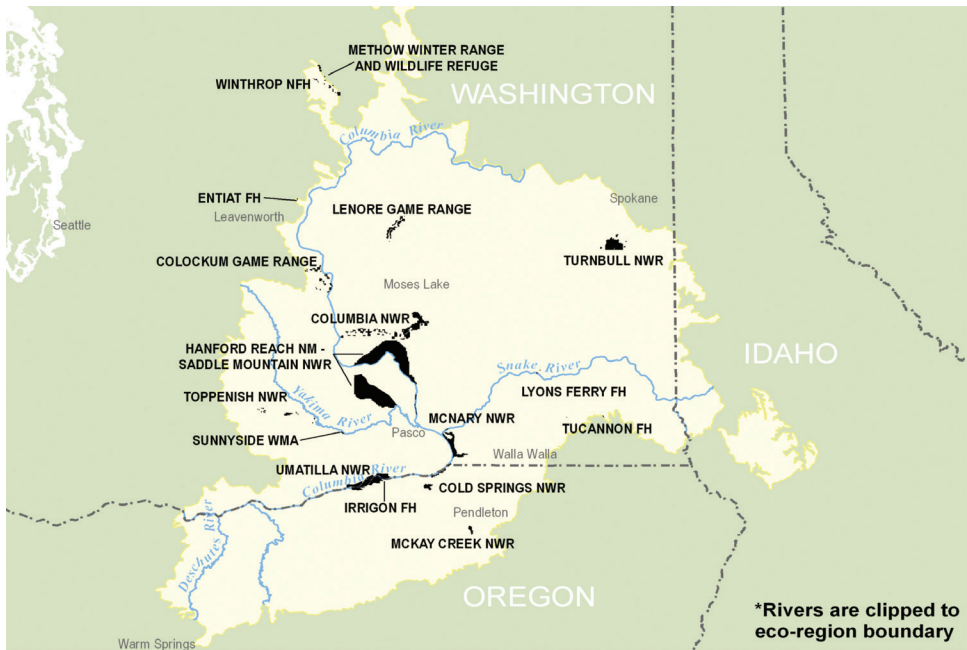 METHOW WINTER RANGE
AND WILDLIFE REFUGE
WINTHROP NFH
WASHINGTON
Columbia River
ENTIAT FH
Leavenworth
LENORE GAME RANGE
Spokane
Seattle
COLOCKUM GAME RANGE
TURNBULL NWR
Moses Lake
COLUMBIA NWR
HANFORD REACH NM -
SADDLE MOUNTAIN NWR
IDAHO
Snake River
TOPPENISH NWR
Yakima River
LYONS FERRY FH
MCNARY NWR
TUCANNON FH
Pasco
SUNNYSIDE WMA
Walla Walla
UMATILLA NWR
Columbia River
COLD SPRINGS NWR
IRRIGON FH
Pendleton
Deschutes River
MCKAY CREEK NWR
OREGON
*Rivers are clipped to
eco-region boundary
Warm Springs